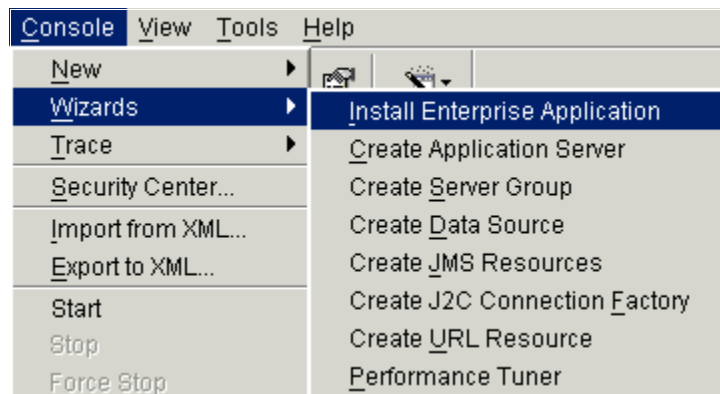 Console View Tools Help
New
Wizards
Trace
Security Center...
Import from XML...
Export to XML...
Start
Stop
Force Stop
Install Enterprise Application
Create Application Server
Create Server Group
Create Data Source
Create JMS Resources
Create J2C Connection Factory
Create URL Resource
Performance Tuner